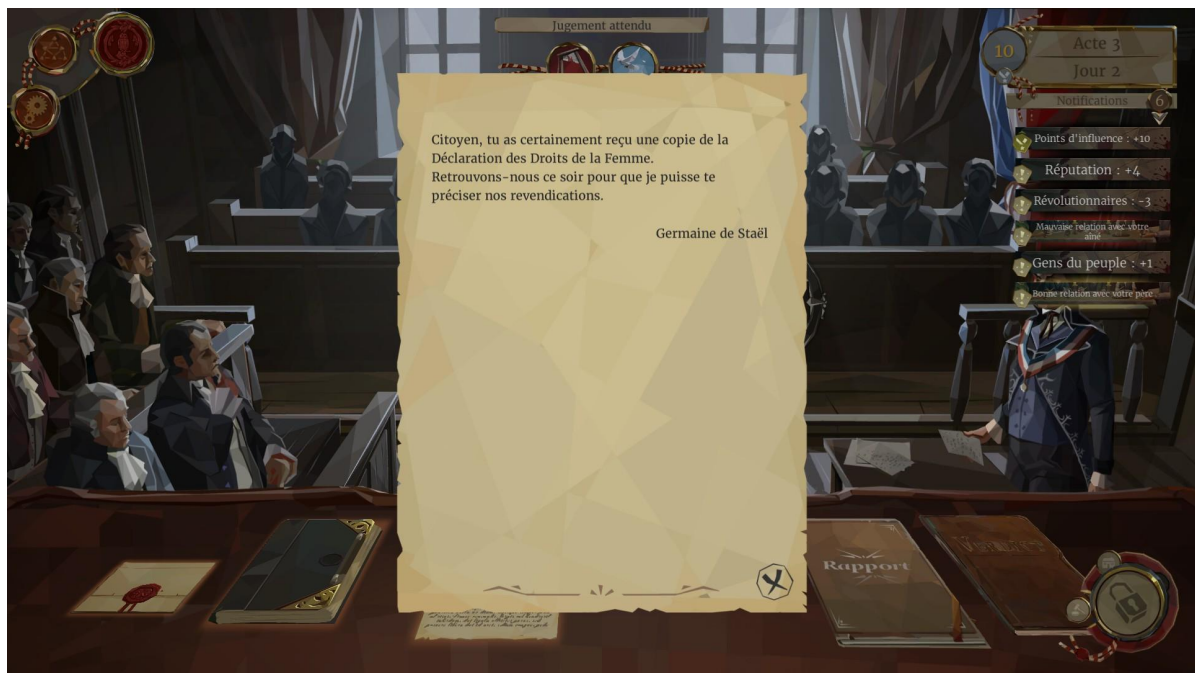 Jugement attendu
10
Acte 3
Jour 2
Notifications
6
Points d'influence : +10
Réputation : +4
Révolutionnaires : -3
Mauvaise relation avec votre
aîné
Gens du peuple : +1
Bonne relation avec votre père
Citoyen, tu as certainement reçu une copie de la
Déclaration des Droits de la Femme.
Retrouvons-nous ce soir pour que je puisse te
préciser nos revendications.
Germaine de Staël
Rapport